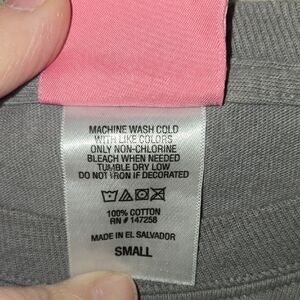 MACHINE WASH COLD
WITH LIKE COLORS
ONLY NON-CHLORINE
BLEACH WHEN NEEDED
TUMBLE DRY LOW
DO NOT IRON IF DECORATED
100% COTTON
RN # 147258
MADE IN EL SALVADOR
SMALL